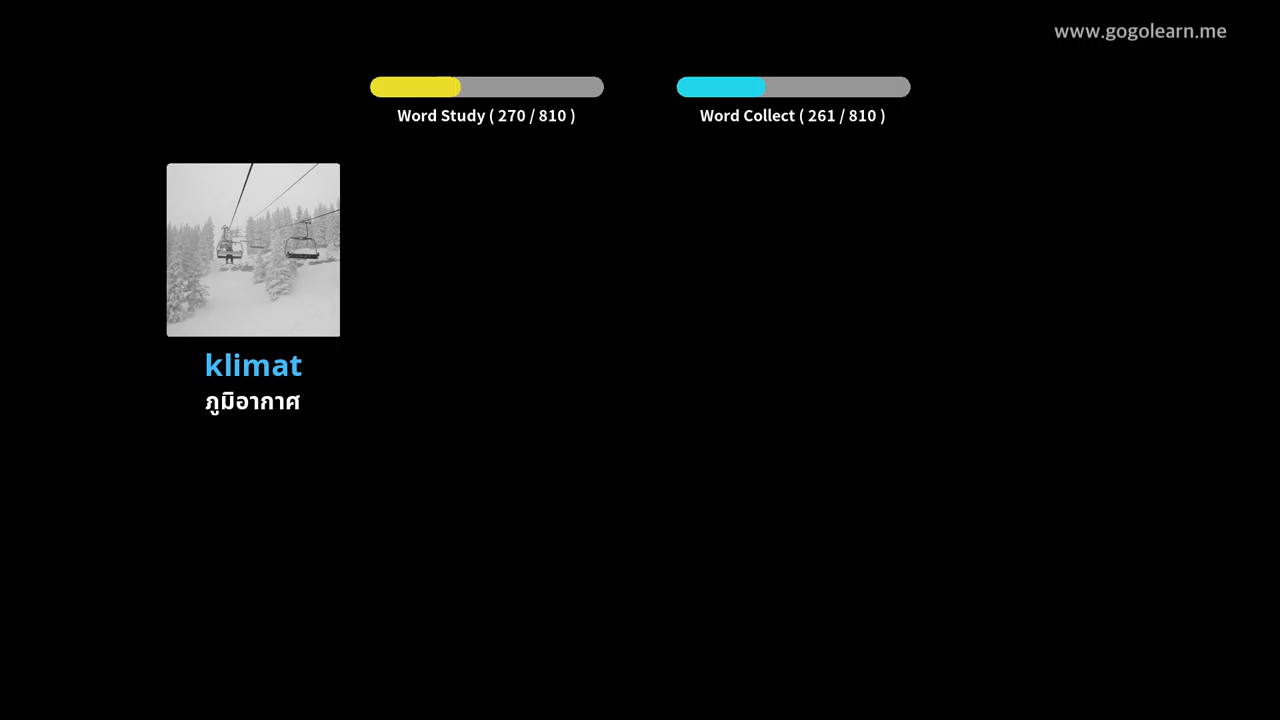 www.gogolearn.me
Word Study ( 270 / 810 )
Word Collect ( 261 / 810 )
klimat
ภูมิอากาศ